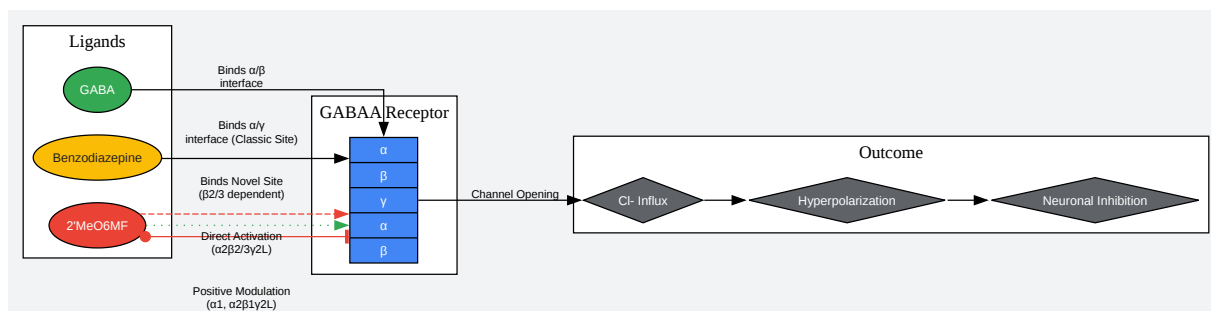 Ligands
GABA
Benzodiazepine
2'MeO6MF
Binds α/β
interface
Binds α/γ
interface (Classic Site)
Binds Novel Site
(β2/3 dependent)
Direct Activation
(α2β2/3γ2L)
Positive Modulation
(α1, α2β1γ2L)
GABAA Receptor
α
β
γ
α
β
Channel Opening
Outcome
Cl- Influx
Hyperpolarization
Neuronal Inhibition